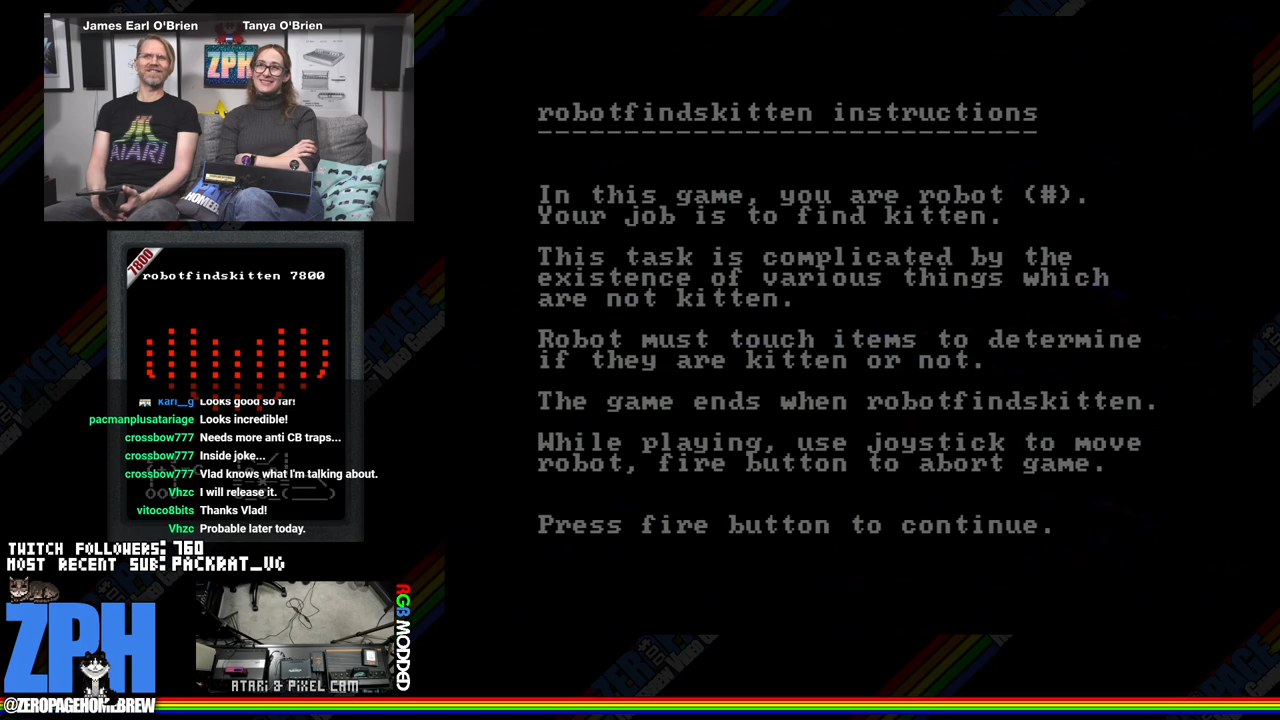 James Earl O'Brien
Tanya O'Brien
ZPH
ATARI
HOMEB
7800
robotfindskitten 7800
kari__g Looks good so far!
pacmanplusatariage Looks incredible!
crossbow777 Needs more anti CB traps...
crossbow777 Inside joke...
crossbow777 Vlad knows what I'm talking about.
Vhzc I will release it.
vitoco8bits Thanks Vlad!
Vhzc Probable later today.
TWITCH FOLLOWERS: 760
MOST RECENT SUB: PACKRAT_VG
ZPH
@ZEROPAGEHOMEBREW
ATARI & PIXEL CAM
RGB MODDED
robotfindskitten instructions
In this game, you are robot (#).
Your job is to find kitten.
This task is complicated by the
existence of various things which
are not kitten.
Robot must touch items to determine
if they are kitten or not.
The game ends when robotfindskitten.
While playing, use joystick to move
robot, fire button to abort game.
Press fire button to continue.